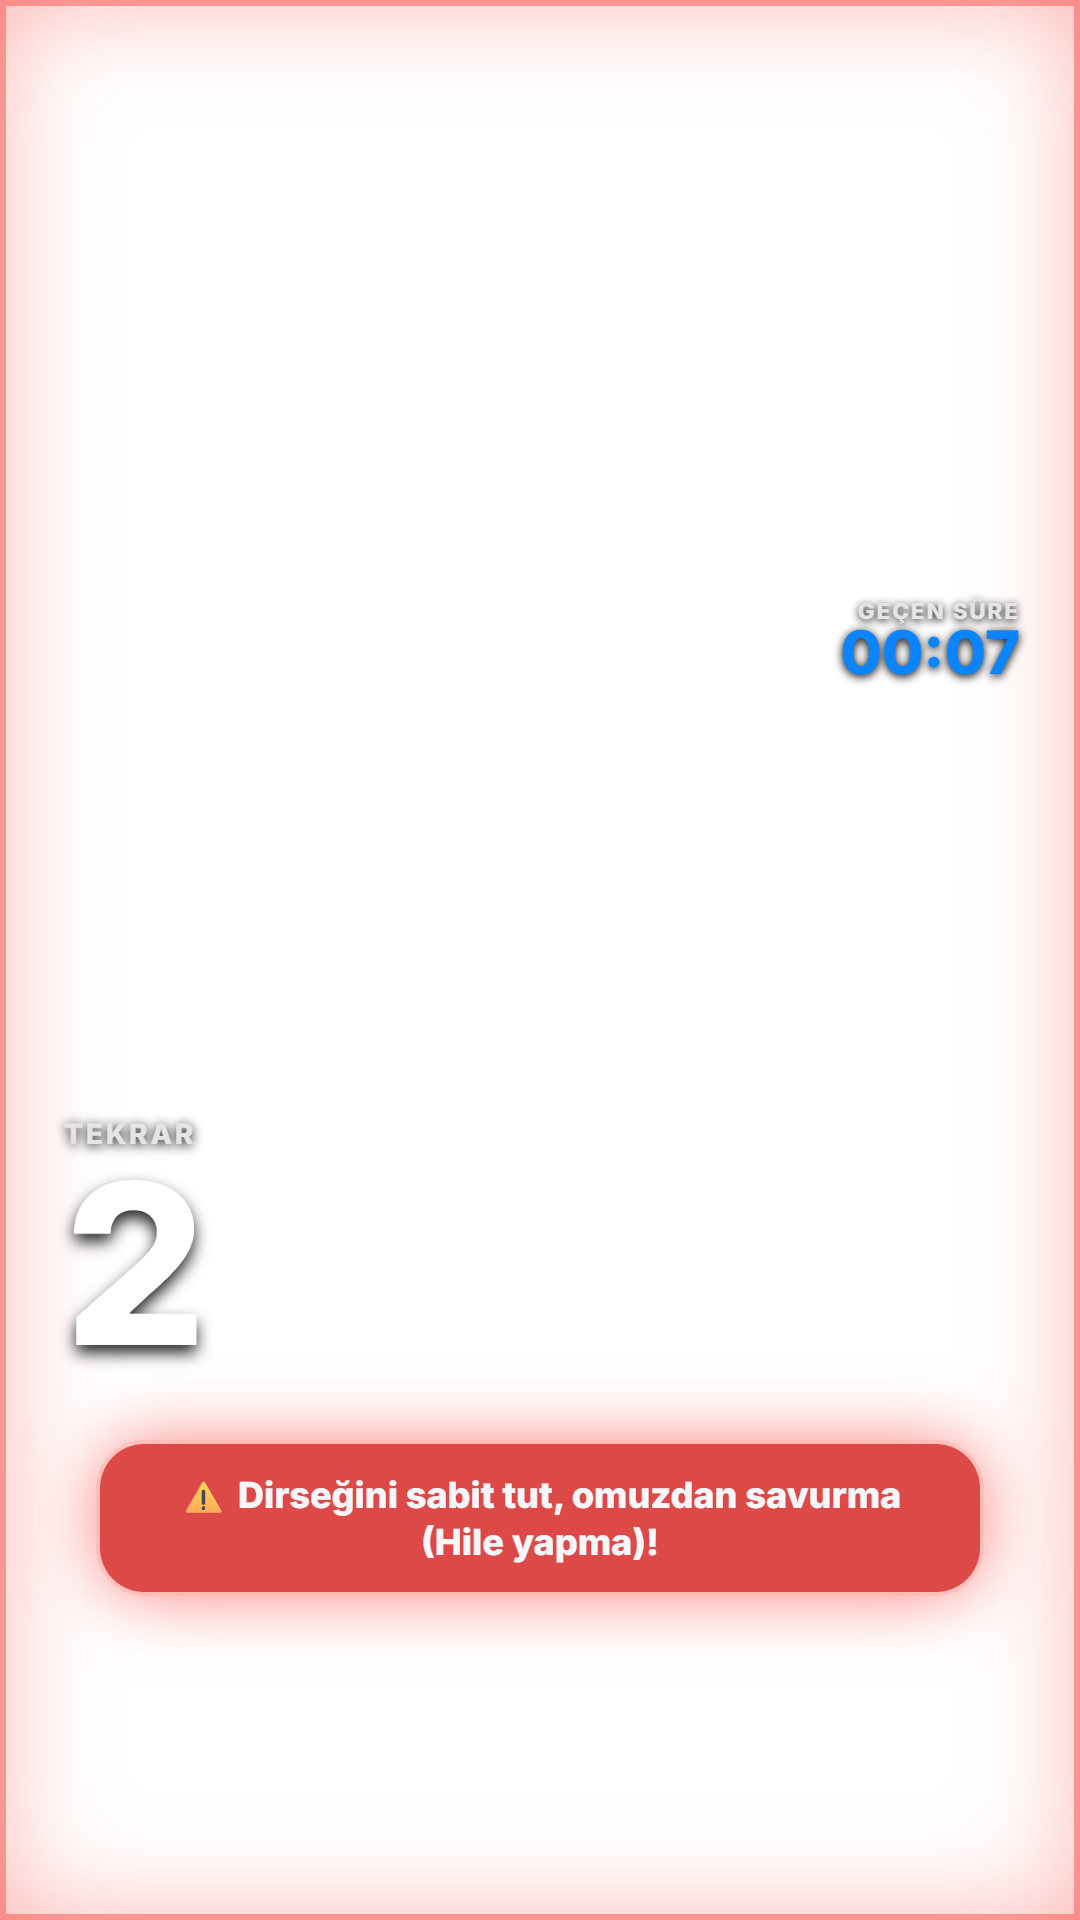 GEÇEN SÜRE
00:07
TEKRAR
2
⚠️ Dirseğini sabit tut, omuzdan savurma
(Hile yapma)!